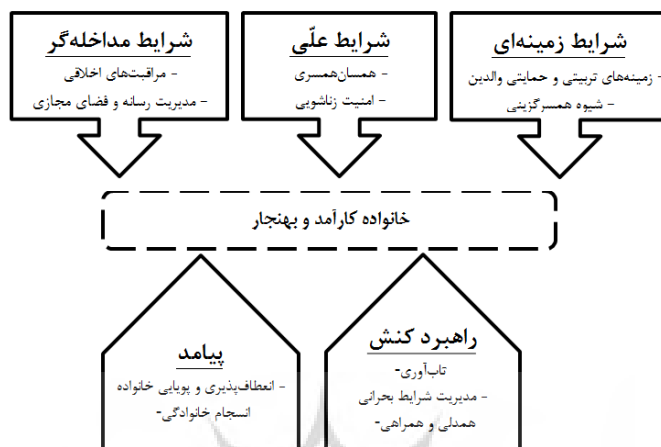 شرایط زمینه‌ای
- زمینه‌های تربیتی و حمایتی والدین
- شیوه همسرگزینی
شرایط علّی
- همسان‌همسری
- امنیت زناشویی
شرایط مداخله‌گر
- مراقبت‌های اخلاقی
- مدیریت رسانه و فضای مجازی
خانواده کارآمد و بهنجار
راهبرد کنش
تاب‌آوری-
- مدیریت شرایط بحرانی
همدلی و همراهی-
پیامد
- انعطاف‌پذیری و پویایی خانواده
انسجام خانوادگی-